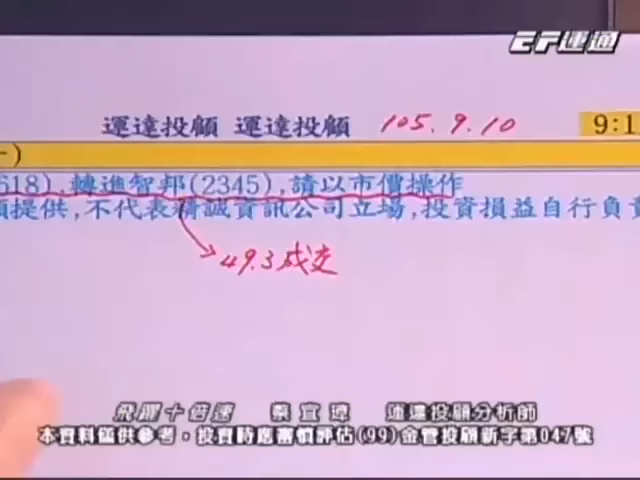 EF運通
運達投顧 運達投顧 105.9.10 9:1
一)
618),轉進智邦(2345),請以市價操作
提供,不代表精誠資訊公司立場,投資損益自行負責
49.3成交
飛躍十倍速 蔡宜 運達投顧分析師
本資料僅供參考,投資時應審慎評估(99)金管投顧新字第047號